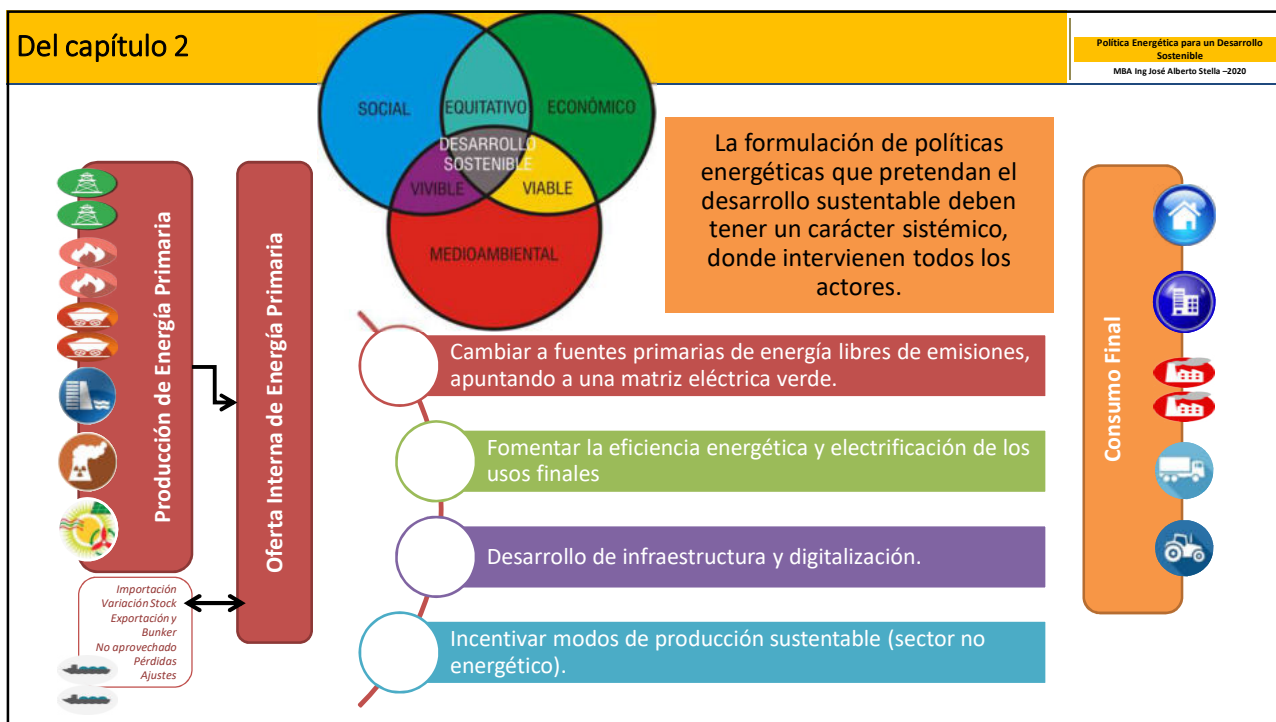 Del capítulo 2
Política Energética para un Desarrollo
Sostenible
MBA Ing José Alberto Stella –2020
SOCIAL
EQUITATIVO
ECONÓMICO
DESARROLLO
SOSTENIBLE
VIVIBLE
VIABLE
MEDIOAMBIENTAL
La formulación de políticas
energéticas que pretendan el
desarrollo sustentable deben
tener un carácter sistémico,
donde intervienen todos los
actores.
Producción de Energía Primaria
Oferta Interna de Energía Primaria
Importación
Variación Stock
Exportación y
Bunker
No aprovechado
Pérdidas
Ajustes
Cambiar a fuentes primarias de energía libres de emisiones,
apuntando a una matriz eléctrica verde.
Fomentar la eficiencia energética y electrificación de los
usos finales
Desarrollo de infraestructura y digitalización.
Incentivar modos de producción sustentable (sector no
energético).
Consumo Final